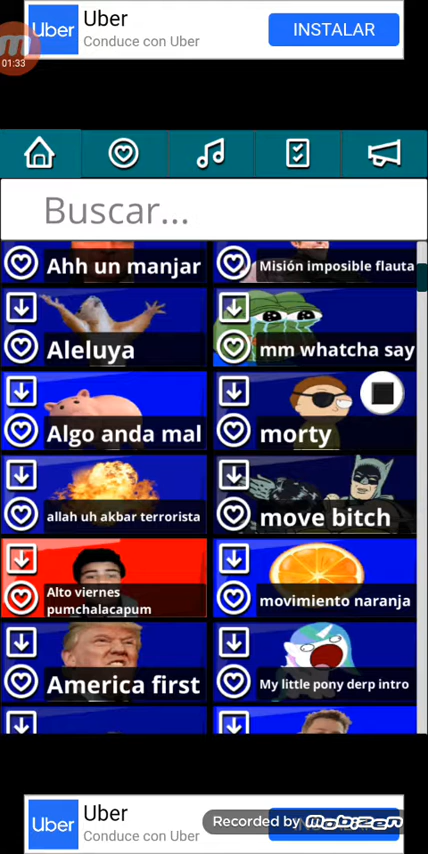 Uber
Uber
Conduce con Uber
INSTALAR
01:33
Buscar...
Ahh un manjar
Misión imposible flauta
Aleluya
mm whatcha say
Algo anda mal
morty
allah uh akbar terrorista
move bitch
Alto viernes
pumchalacapum
movimiento naranja
America first
My little pony derp intro
Uber
Uber
Conduce con Uber
Recorded by Mobizen